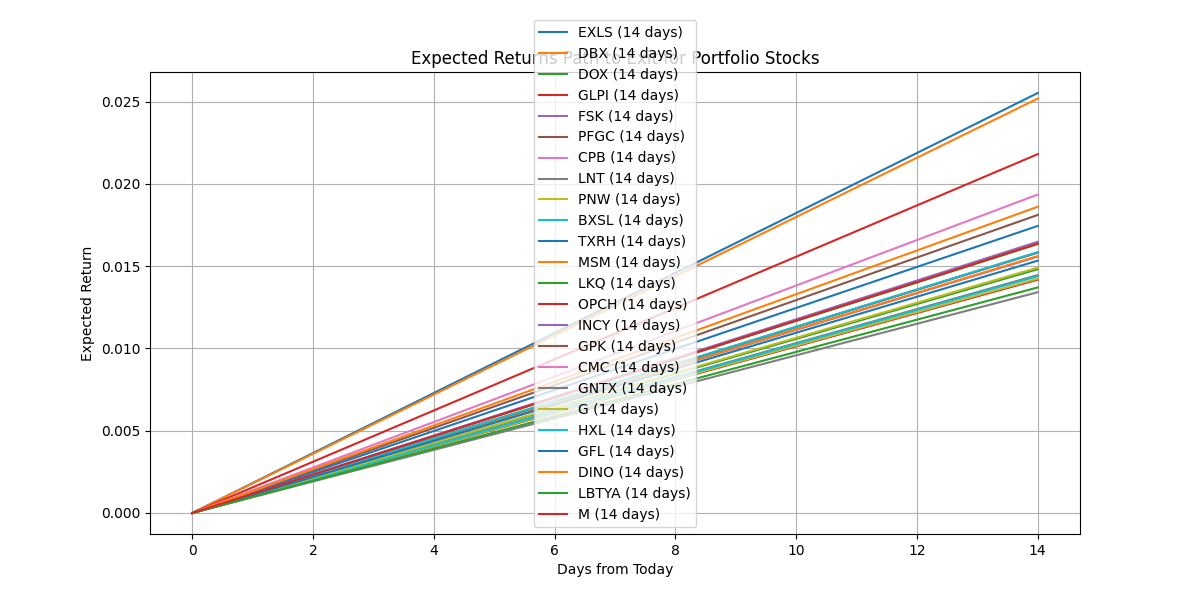 Expected Returns Path to Exit for Portfolio Stocks
EXLS (14 days)
DBX (14 days)
DOX (14 days)
GLPI (14 days)
FSK (14 days)
PFGC (14 days)
CPB (14 days)
LNT (14 days)
PNW (14 days)
BXSL (14 days)
TXRH (14 days)
MSM (14 days)
LKQ (14 days)
OPCH (14 days)
INCY (14 days)
GPK (14 days)
CMC (14 days)
GNTX (14 days)
G (14 days)
HXL (14 days)
GFL (14 days)
DINO (14 days)
LBTYA (14 days)
M (14 days)
Expected Return
0.025
0.020
0.015
0.010
0.005
0.000
0 2 4 6 8 10 12 14
Days from Today